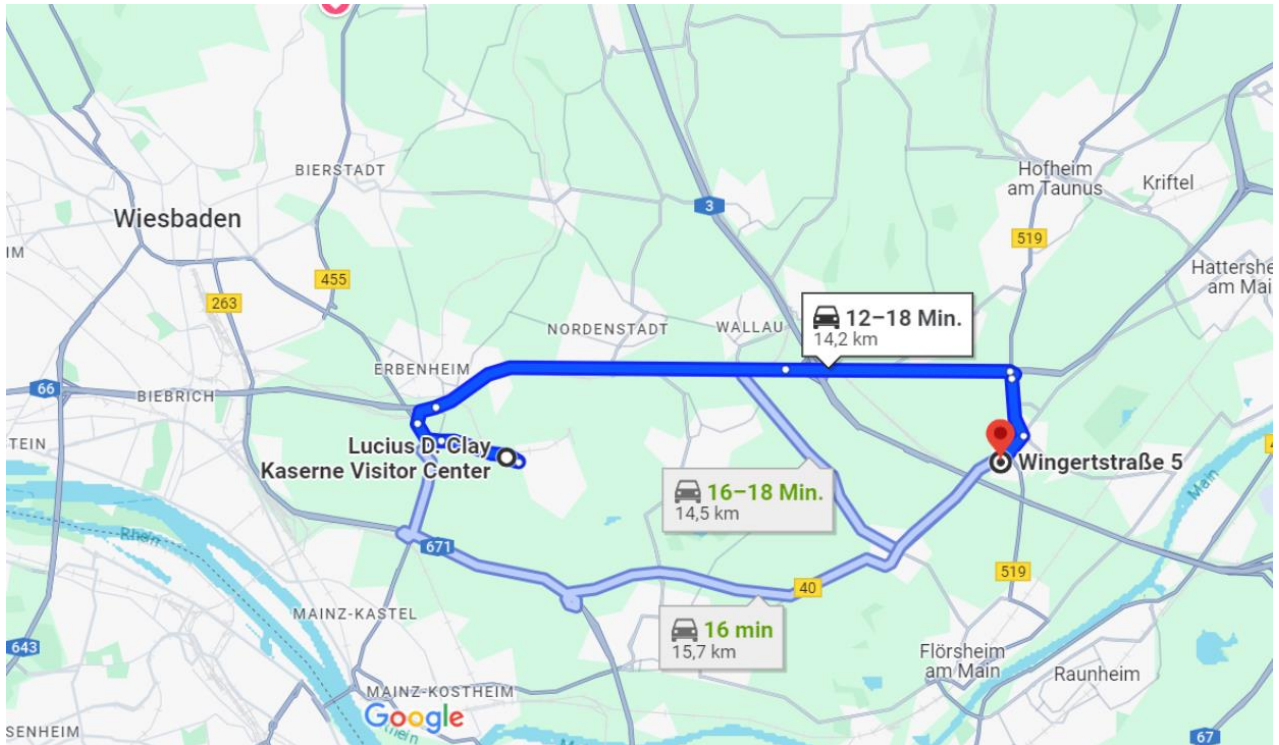 BIERSTADT
Wiesbaden
455
263
3
Hofheim
am Taunus
Kriftel
519
Hattershe
am Mai
IM
NORDENSTADT
WALLAU
12–18 Min.
14,2 km
ERBENHEIM
66
BIEBRICH
TEIN
Lucius D. Clay
Kaserne Visitor Center
Wingertstraße 5
16–18 Min.
14,5 km
Main
Rhein
671
40
519
MAINZ-KASTEL
16 min
15,7 km
643
Flörsheim
am Main
Raunheim
MAINZ-KOSTHEIM
Google
Rhein
Main
SENHEIM
67